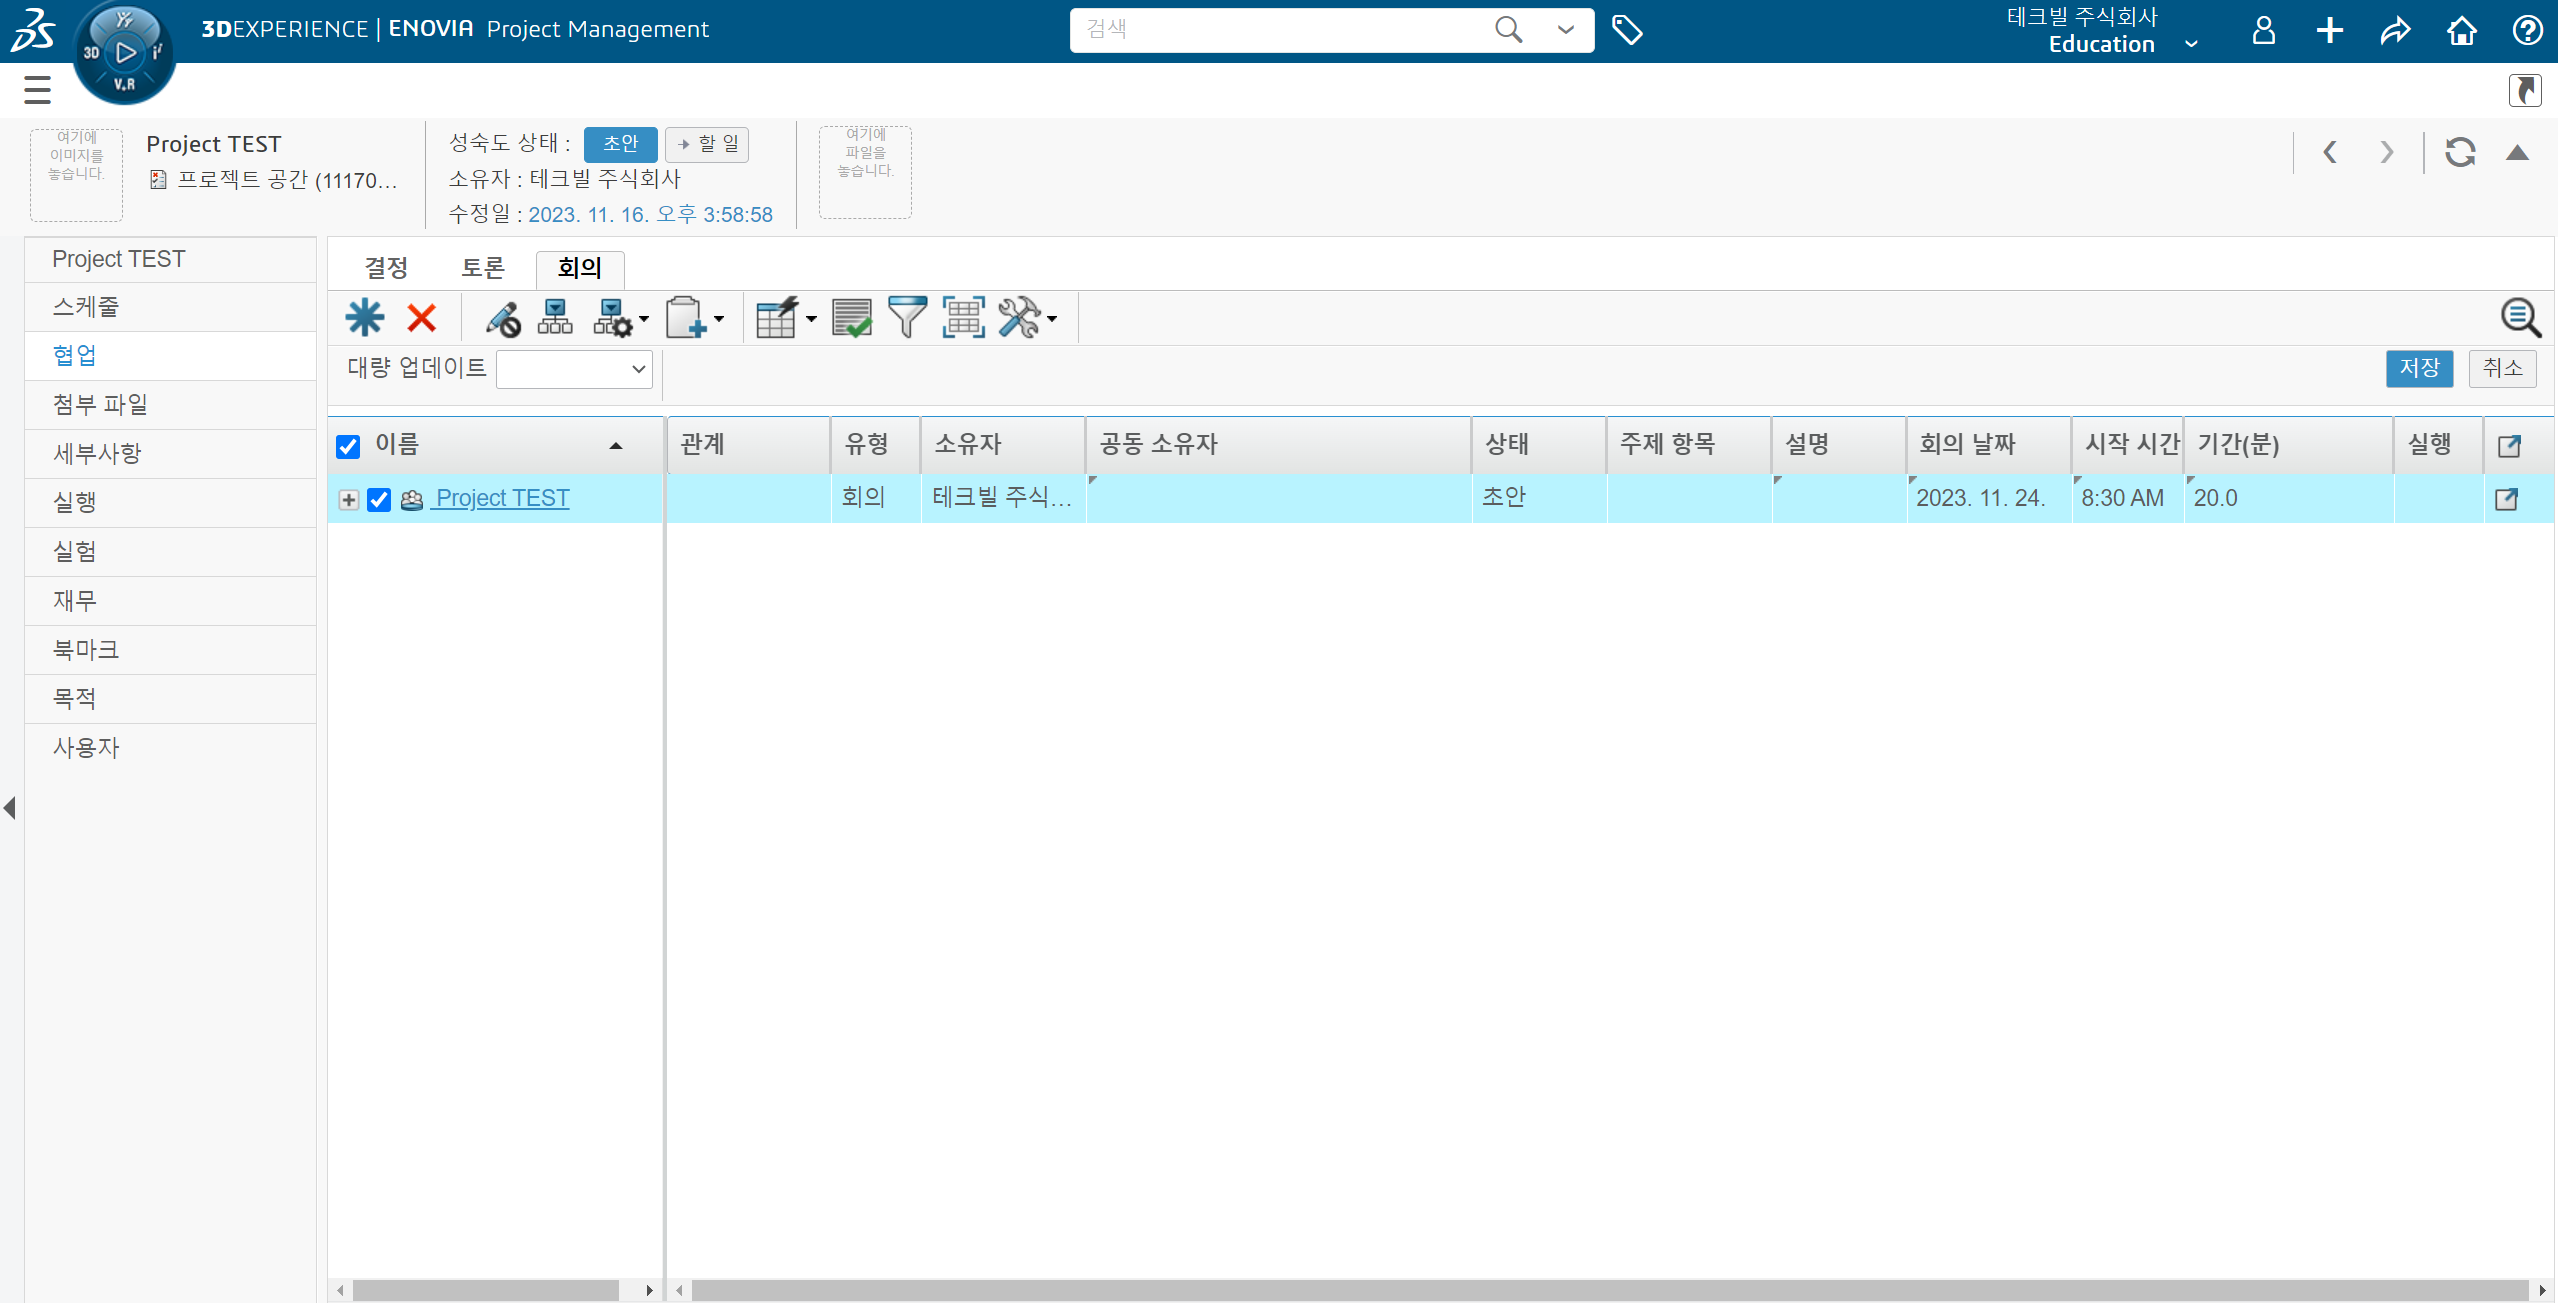 3DEXPERIENCE | ENOVIA Project Management
검색
테크빌 주식회사
Education
3D
V.R
여기에
이미지를
놓습니다.
Project TEST
프로젝트 공간 (11170...
성숙도 상태 : 초안 할 일
소유자 : 테크빌 주식회사
수정일 : 2023. 11. 16. 오후 3:58:58
여기에
파일을
놓습니다.
Project TEST
스케줄
협업
첨부 파일
세부사항
실행
실험
재무
북마크
목적
사용자
결정 토론 회의
대량 업데이트
저장 취소
이름 관계 유형 소유자 공동 소유자 상태 주제 항목 설명 회의 날짜 시작 시간 기간(분) 실행
Project TEST 회의 테크빌 주식... 초안 2023. 11. 24. 8:30 AM 20.0